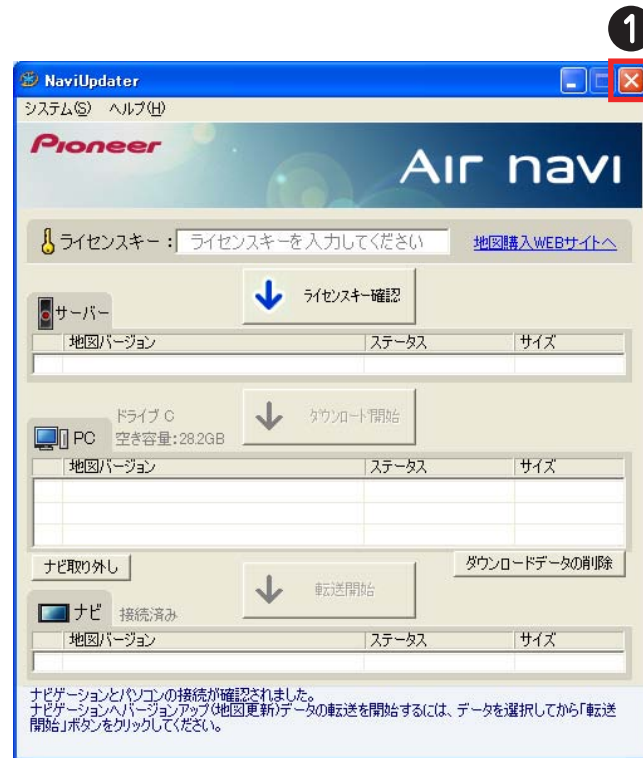 1
NaviUpdater
システム(S) ヘルプ(H)
Pioneer
AIr navI
ライセンスキー： ライセンスキーを入力してください 地図購入WEBサイトへ
ライセンスキー確認
サーバー
地図バージョン ステータス サイズ
ドライブ C
ダウンロード開始
PC 空き容量:28.2GB
地図バージョン ステータス サイズ
ナビ取り外し ダウンロードデータの削除
転送開始
ナビ 接続済み
地図バージョン ステータス サイズ
ナビゲーションとパソコンの接続が確認されました。
ナビゲーションへバージョンアップ(地図更新)データの転送を開始するには、データを選択してから「転送
開始」ボタンをクリックしてください。